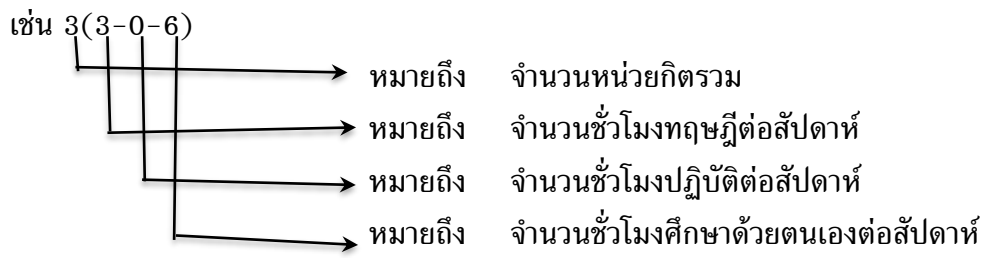 เช่น 3(3-0-6)
หมายถึง จำนวนหน่วยกิตรวม
หมายถึง จำนวนชั่วโมงทฤษฎีต่อสัปดาห์
หมายถึง จำนวนชั่วโมงปฏิบัติต่อสัปดาห์
หมายถึง จำนวนชั่วโมงศึกษาด้วยตนเองต่อสัปดาห์